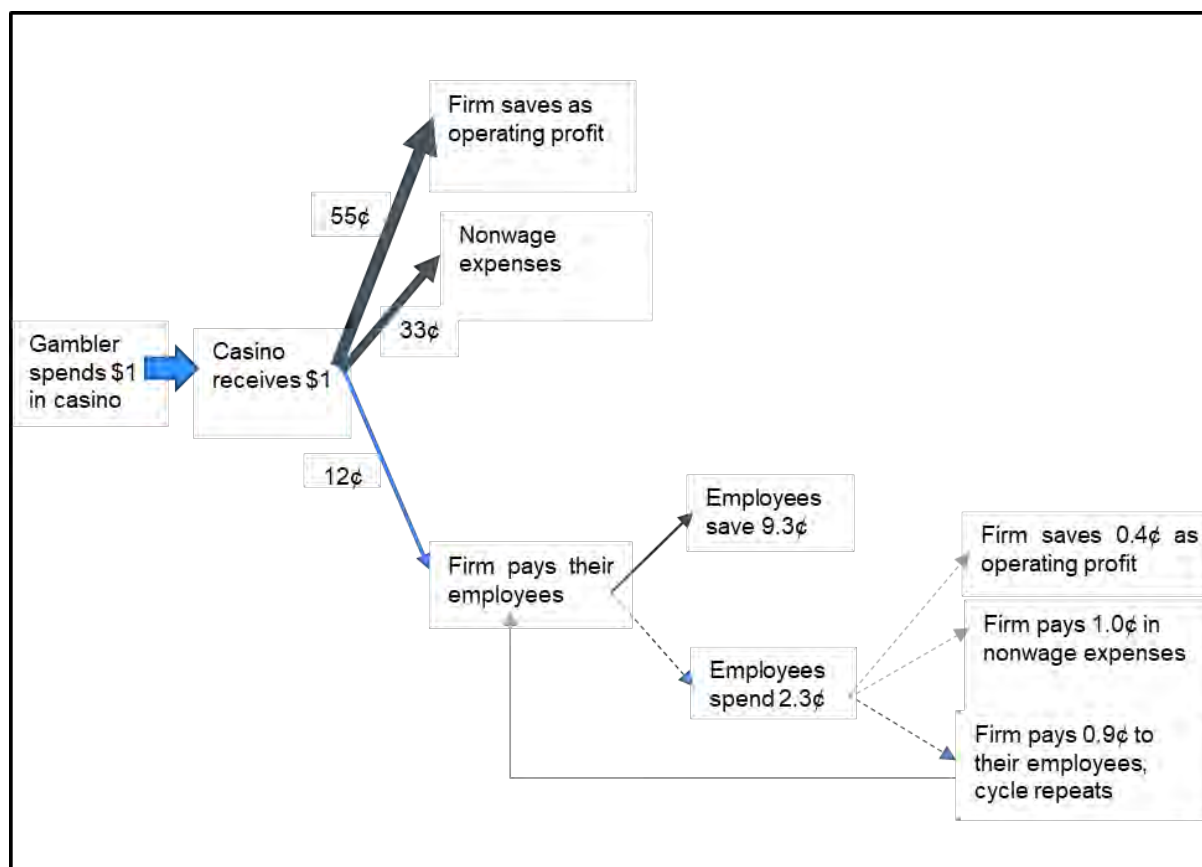 Firm saves as
operating profit
55¢
Nonwage
expenses
33¢
Gambler
spends $1
in casino
Casino
receives $1
12¢
Firm pays their
employees
Employees
save 9.3¢
Employees
spend 2.3¢
Firm saves 0.4¢ as
operating profit
Firm pays 1.0¢ in
nonwage expenses
Firm pays 0.9¢ to
their employees,
cycle repeats